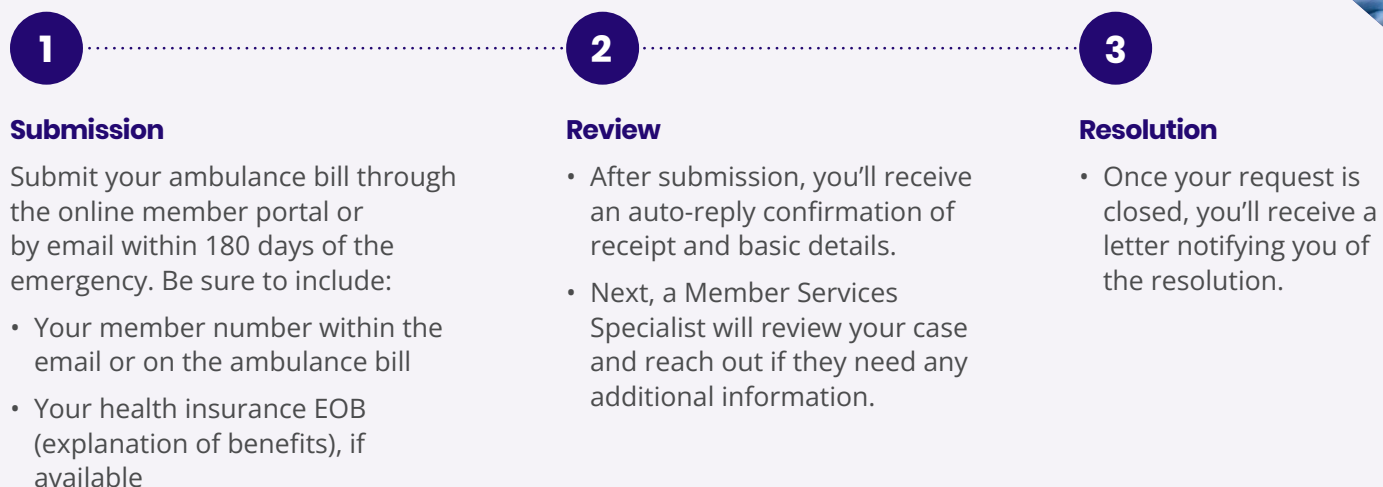 1
Submission
Submit your ambulance bill through
the online member portal or
by email within 180 days of the
emergency. Be sure to include:
• Your member number within the
email or on the ambulance bill
• Your health insurance EOB
(explanation of benefits), if
available
2
Review
• After submission, you’ll receive
an auto-reply confirmation of
receipt and basic details.
• Next, a Member Services
Specialist will review your case
and reach out if they need any
additional information.
3
Resolution
• Once your request is
closed, you’ll receive a
letter notifying you of
the resolution.